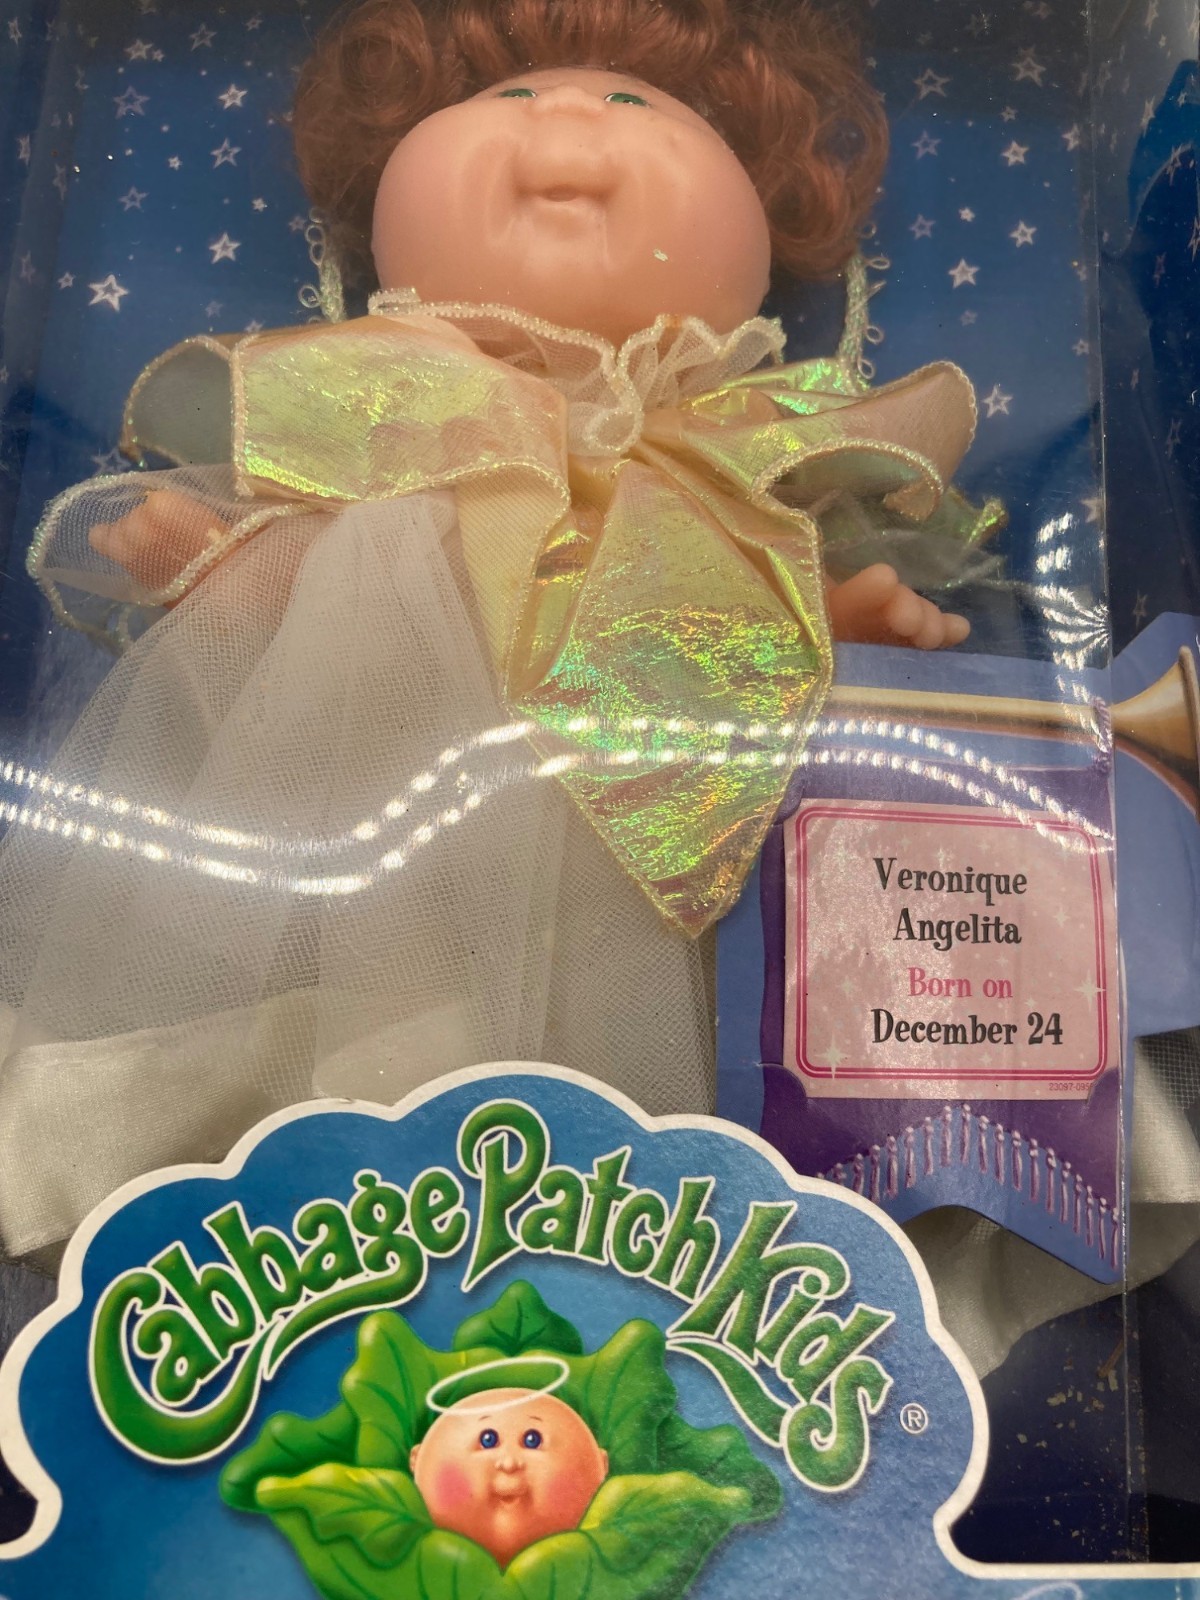 Veronique
Angelita
Born on
December 24
Cabbage Patch Kids®